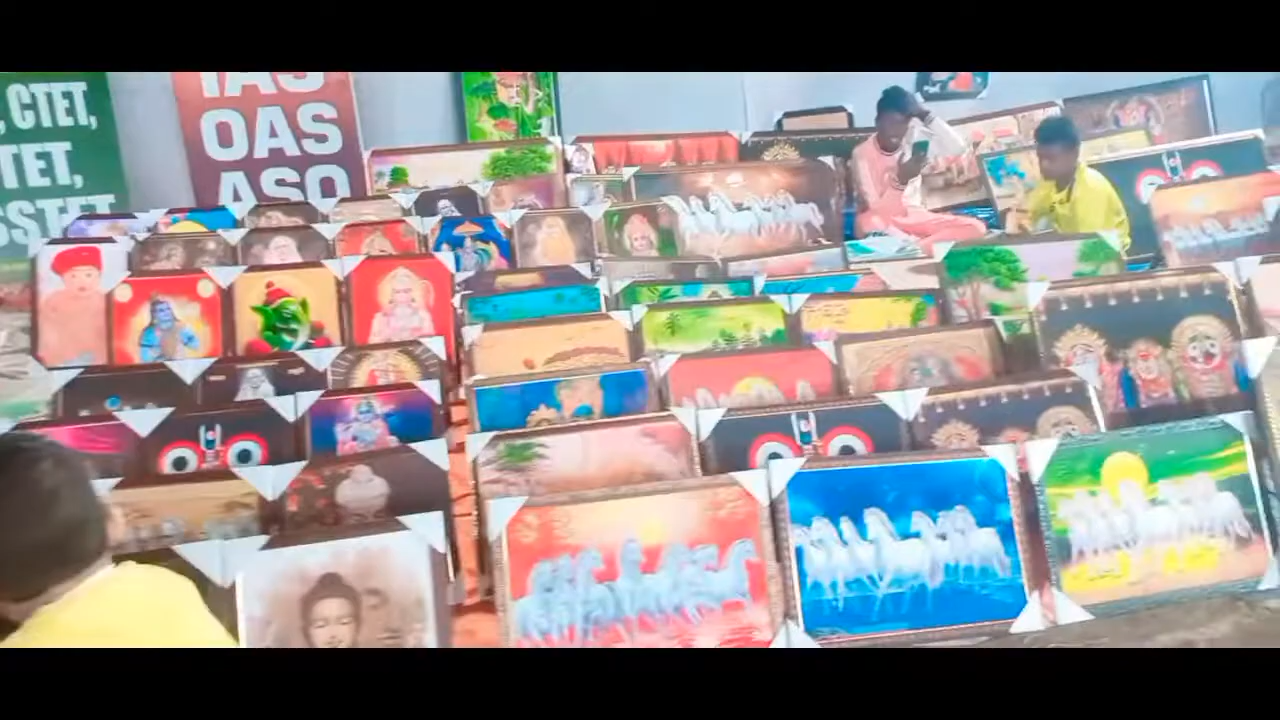 , CTET,
TET,
SSTET
IAS
OAS
ASO